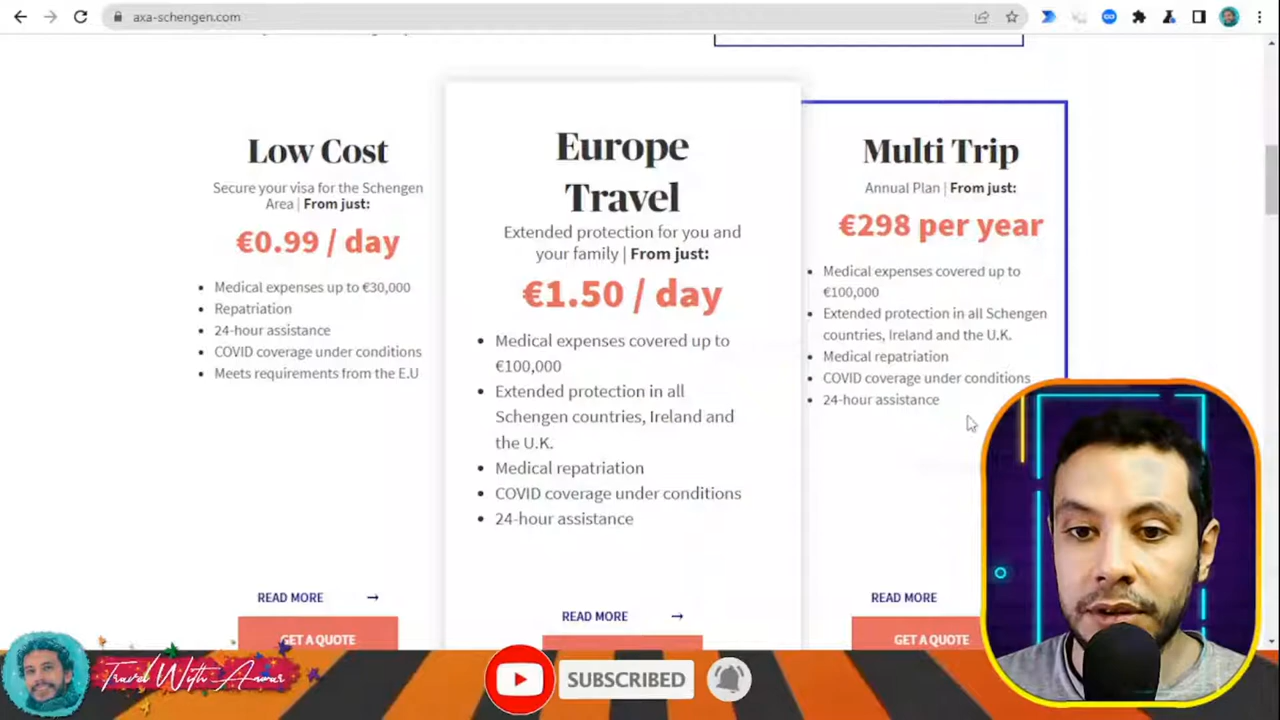 axa-schengen.com
Low Cost
Secure your visa for the Schengen
Area | From just:
€0.99 / day
Medical expenses up to €30,000
Repatriation
24-hour assistance
COVID coverage under conditions
Meets requirements from the E.U
READ MORE
GET A QUOTE
Europe
Travel
Extended protection for you and
your family | From just:
€1.50 / day
Medical expenses covered up to
€100,000
Extended protection in all
Schengen countries, Ireland and
the U.K.
Medical repatriation
COVID coverage under conditions
24-hour assistance
READ MORE
Multi Trip
Annual Plan | From just:
€298 per year
Medical expenses covered up to
€100,000
Extended protection in all Schengen
countries, Ireland and the U.K.
Medical repatriation
COVID coverage under conditions
24-hour assistance
READ MORE
GET A QUOTE
Travel With Anwar
SUBSCRIBED